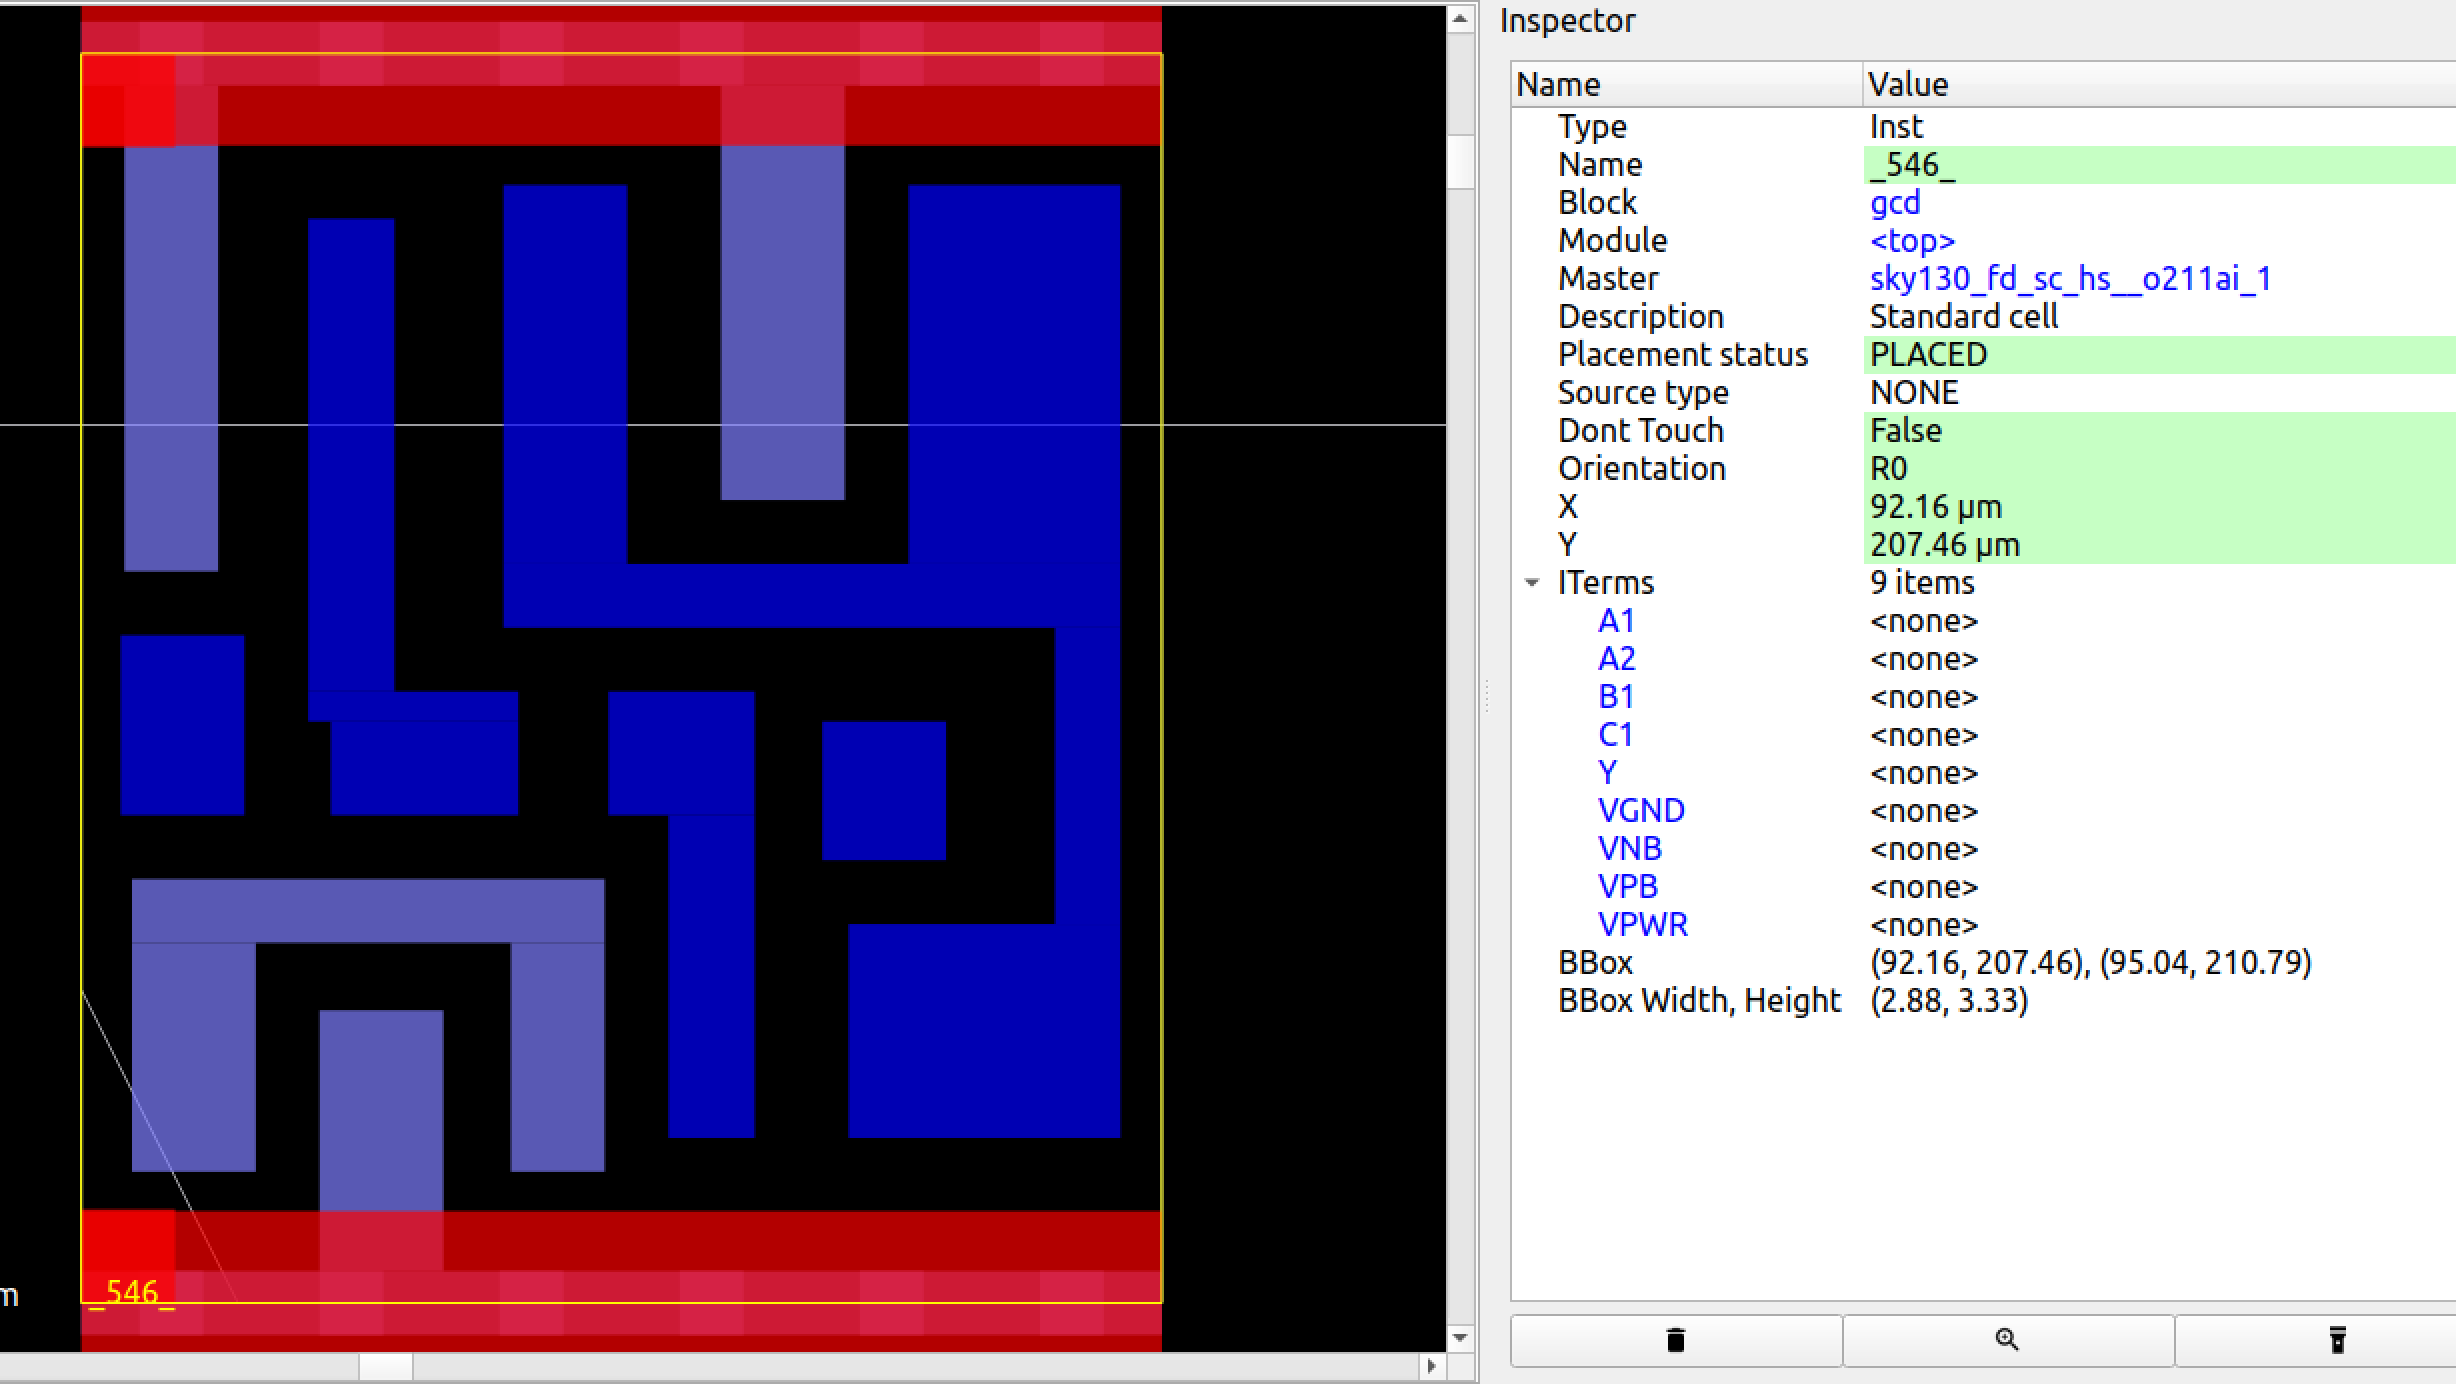 Inspector
Name Value
Type Inst
Name _546_
Block gcd
Module <top>
Master sky130_fd_sc_hs__o211ai_1
Description Standard cell
Placement status PLACED
Source type NONE
Dont Touch False
Orientation R0
X 92.16 µm
Y 207.46 µm
ITerms 9 items
A1 <none>
A2 <none>
B1 <none>
C1 <none>
Y <none>
VGND <none>
VNB <none>
VPB <none>
VPWR <none>
BBox (92.16, 207.46), (95.04, 210.79)
BBox Width, Height (2.88, 3.33)
m
_546_